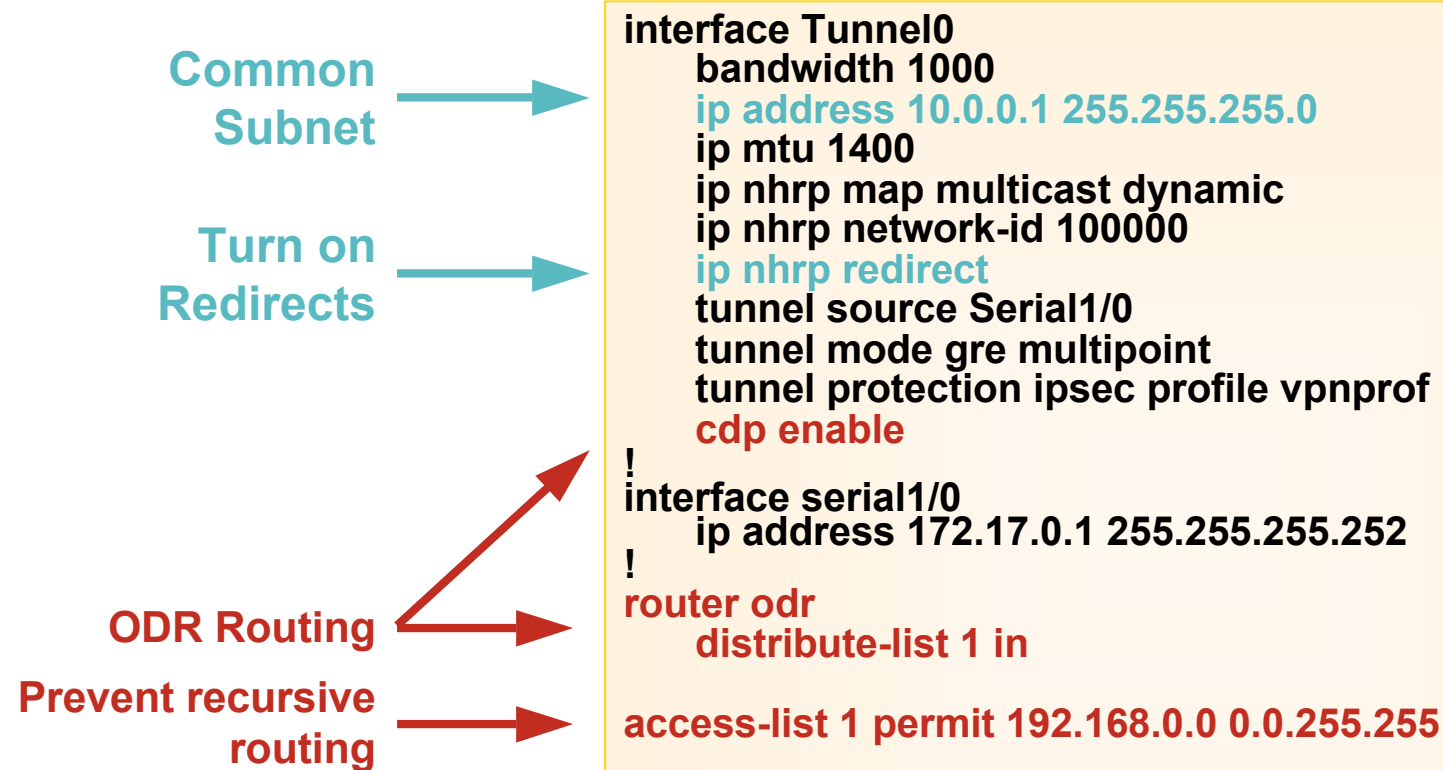 Common
Subnet
Turn on
Redirects
ODR Routing
Prevent recursive
routing
interface Tunnel0
bandwidth 1000
ip address 10.0.0.1 255.255.255.0
ip mtu 1400
ip nhrp map multicast dynamic
ip nhrp network-id 100000
ip nhrp redirect
tunnel source Serial1/0
tunnel mode gre multipoint
tunnel protection ipsec profile vpnprof
cdp enable
!
interface serial1/0
ip address 172.17.0.1 255.255.255.252
!
router odr
distribute-list 1 in
access-list 1 permit 192.168.0.0 0.0.255.255